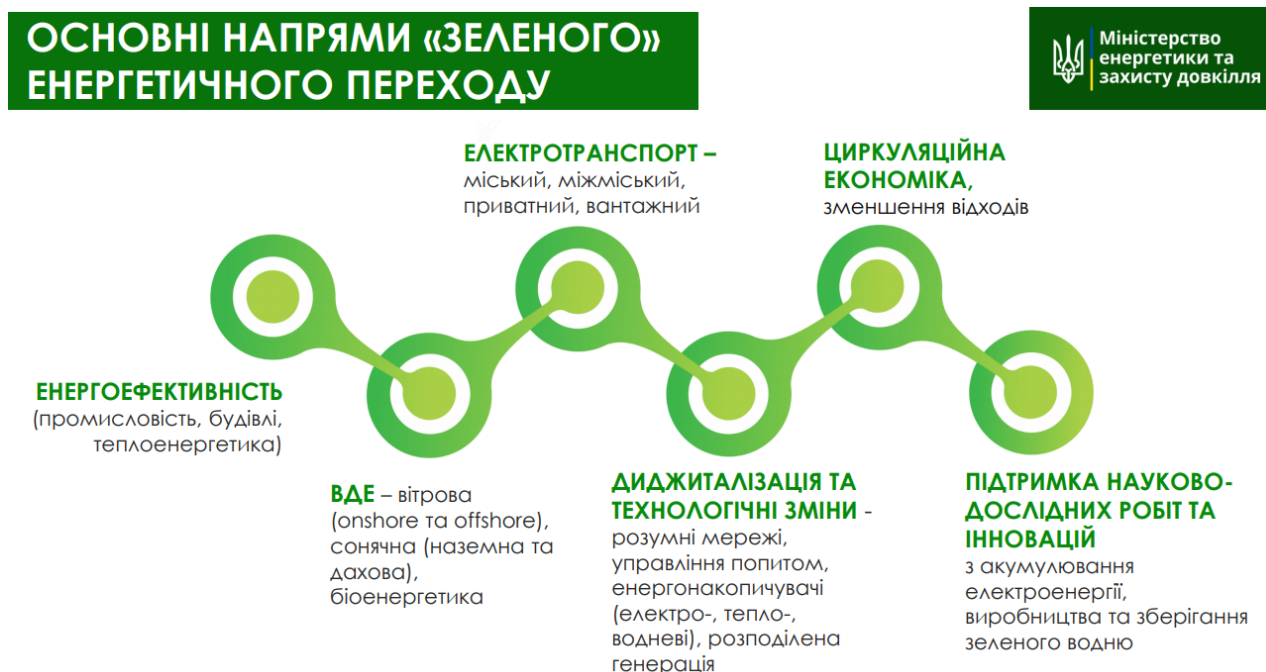 ОСНОВНІ НАПРЯМИ «ЗЕЛЕНОГО»
ЕНЕРГЕТИЧНОГО ПЕРЕХОДУ
Міністерство
енергетики та
захисту довкілля
ЕНЕРГОЕФЕКТИВНІСТЬ
(промисловість, будівлі,
теплоенергетика)
ВДЕ – вітрова
(onshore та offshore),
сонячна (наземна та
дахова),
біоенергетика
ЕЛЕКТРОТРАНСПОРТ –
міський, міжміський,
приватний, вантажний
ДИДЖИТАЛІЗАЦІЯ ТА
ТЕХНОЛОГІЧНІ ЗМІНИ -
розумні мережі,
управління попитом,
енергонакопичувачі
(електро-, тепло-,
водневі), розподілена
генерація
ЦИРКУЛЯЦІЙНА
ЕКОНОМІКА,
зменшення відходів
ПІДТРИМКА НАУКОВО-
ДОСЛІДНИХ РОБІТ ТА
ІННОВАЦІЙ
з акумулювання
електроенергії,
виробництва та зберігання
зеленого водню